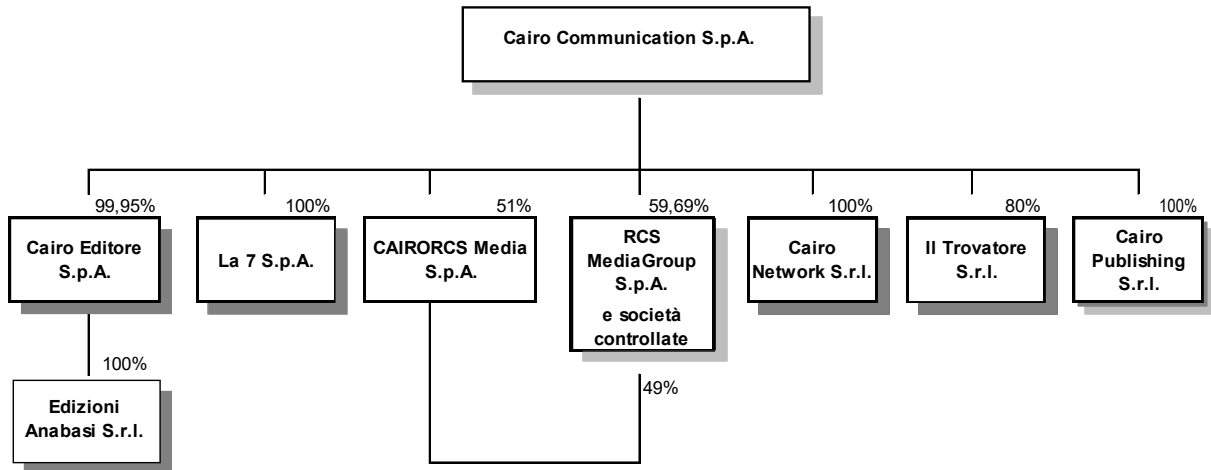 Cairo Communication S.p.A.
99,95%
Cairo Editore
S.p.A.
100%
La 7 S.p.A.
51%
CAIRORCS Media
S.p.A.
59,69%
RCS
MediaGroup
S.p.A.
e società
controllate
100%
Cairo
Network S.r.l.
80%
Il Trovatore
S.r.l.
100%
Cairo
Publishing
S.r.l.
100%
Edizioni
Anabasi S.r.l.
49%